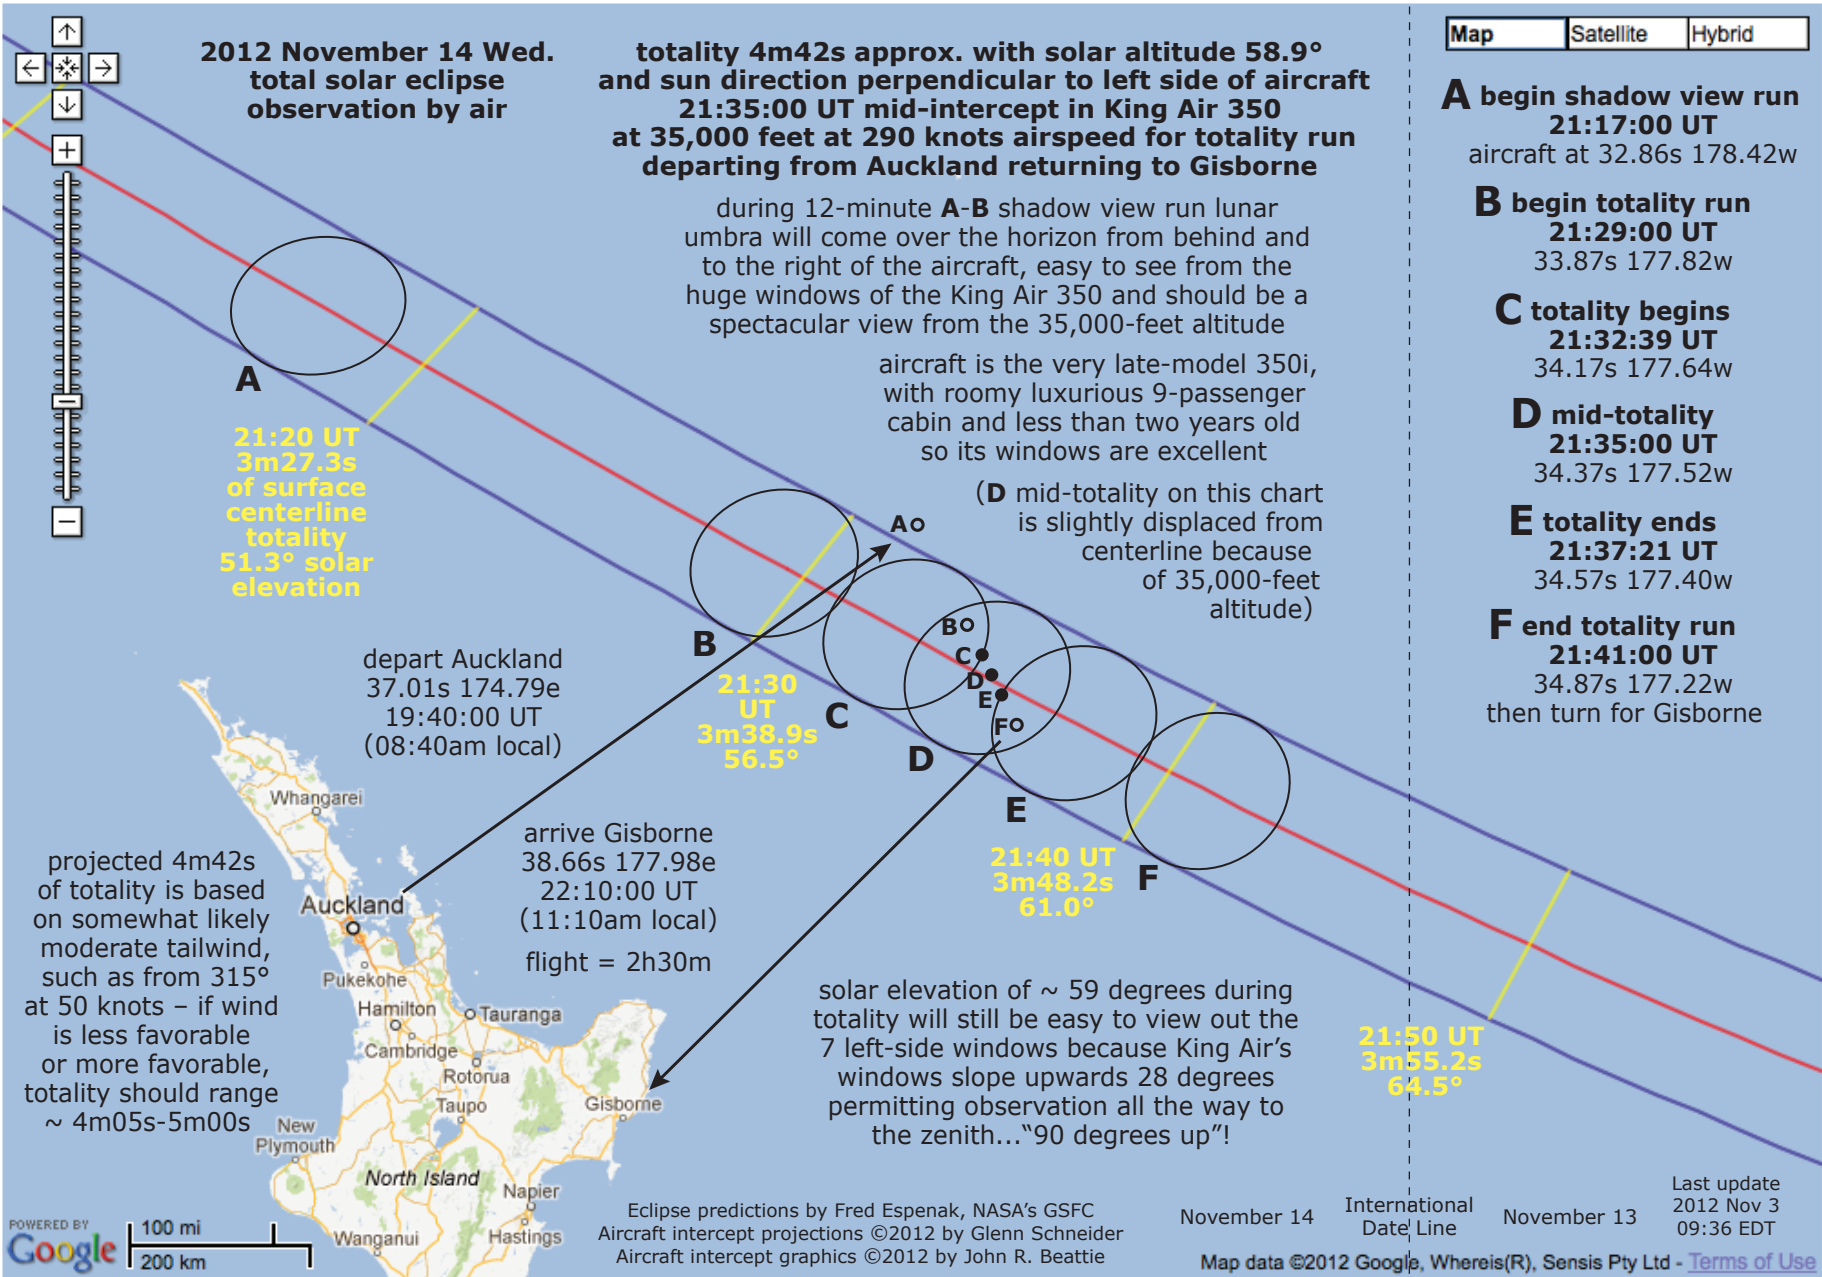 2012 November 14 Wed.
total solar eclipse
observation by air
totality 4m42s approx. with solar altitude 58.9°
and sun direction perpendicular to left side of aircraft
21:35:00 UT mid-intercept in King Air 350
at 35,000 feet at 290 knots airspeed for totality run
departing from Auckland returning to Gisborne
during 12-minute A-B shadow view run lunar
umbra will come over the horizon from behind and
to the right of the aircraft, easy to see from the
huge windows of the King Air 350 and should be a
spectacular view from the 35,000-feet altitude
aircraft is the very late-model 350i,
with roomy luxurious 9-passenger
cabin and less than two years old
so its windows are excellent
(D mid-totality on this chart
is slightly displaced from
centerline because
of 35,000-feet
altitude)
Map
Satellite
Hybrid
A begin shadow view run
21:17:00 UT
aircraft at 32.86s 178.42w
B begin totality run
21:29:00 UT
33.87s 177.82w
C totality begins
21:32:39 UT
34.17s 177.64w
D mid-totality
21:35:00 UT
34.37s 177.52w
E totality ends
21:37:21 UT
34.57s 177.40w
F end totality run
21:41:00 UT
34.87s 177.22w
then turn for Gisborne
A
21:20 UT
3m27.3s
of surface
centerline
totality
51.3° solar
elevation
A
B
C
D
E
F
B
21:30
UT
3m38.9s
56.5°
C
D
E
21:40 UT
3m48.2s
61.0°
F
21:50 UT
3m55.2s
64.5°
depart Auckland
37.01s 174.79e
19:40:00 UT
(08:40am local)
arrive Gisborne
38.66s 177.98e
22:10:00 UT
(11:10am local)
flight = 2h30m
projected 4m42s
of totality is based
on somewhat likely
moderate tailwind,
such as from 315°
at 50 knots – if wind
is less favorable
or more favorable,
totality should range
~ 4m05s-5m00s
solar elevation of ~ 59 degrees during
totality will still be easy to view out the
7 left-side windows because King Air’s
windows slope upwards 28 degrees
permitting observation all the way to
the zenith...“90 degrees up”!
Whangarei
Auckland
Pukekohe
Hamilton
Tauranga
Cambridge
Rotorua
Taupo
Gisborne
New
Plymouth
North Island
Napier
Wanganui
Hastings
POWERED BY
Google
100 mi
200 km
Eclipse predictions by Fred Espenak, NASA’s GSFC
Aircraft intercept projections ©2012 by Glenn Schneider
Aircraft intercept graphics ©2012 by John R. Beattie
November 14
International
Date Line
November 13
Last update
2012 Nov 3
09:36 EDT
Map data ©2012 Google, Whereis(R), Sensis Pty Ltd - Terms of Use